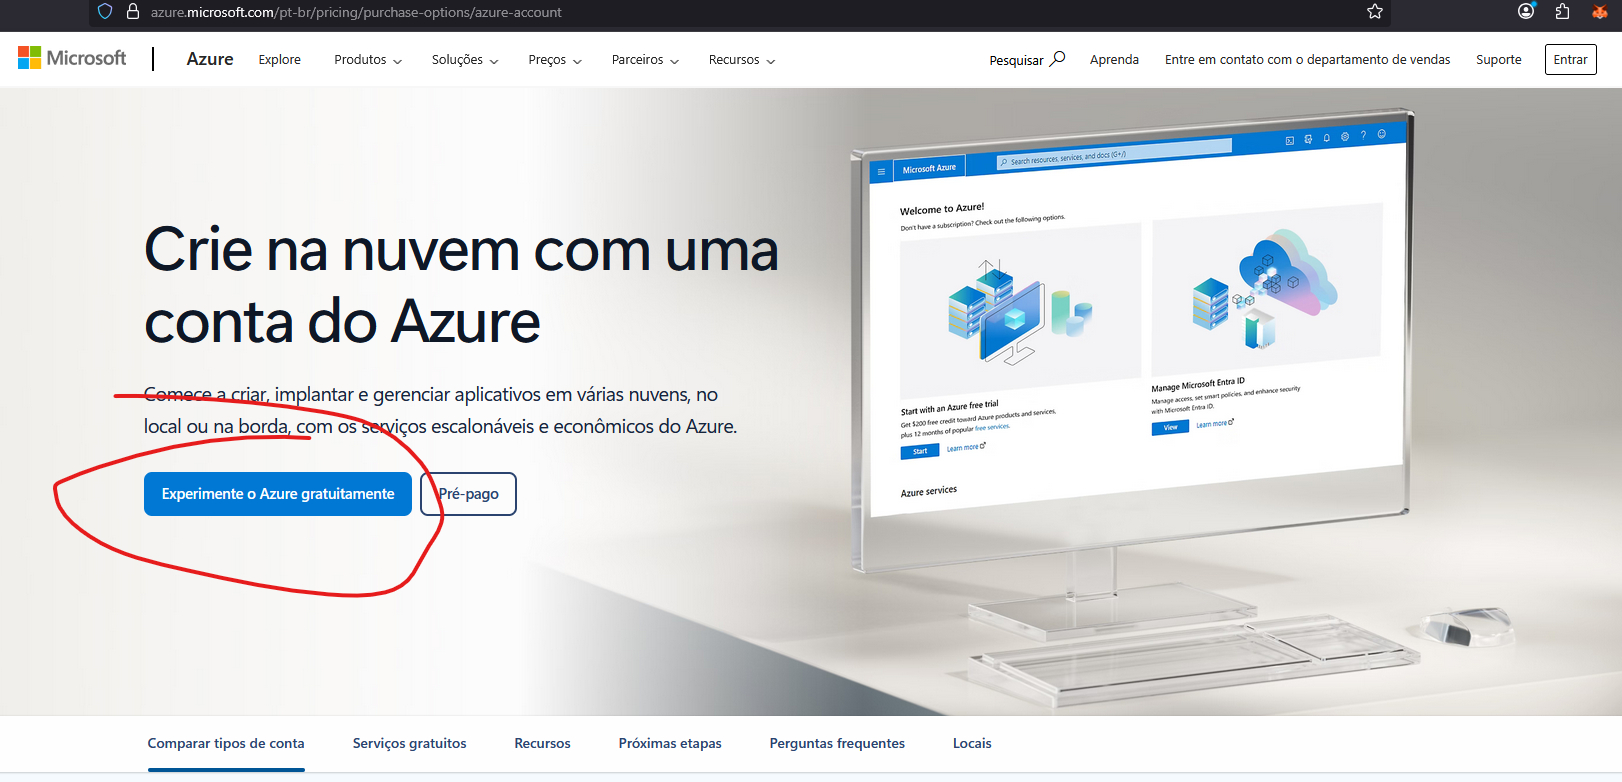 azure.microsoft.com/pt-br/pricing/purchase-options/azure-account
Microsoft
Azure
Explore
Produtos
Soluções
Preços
Parceiros
Recursos
Pesquisar
Aprenda
Entre em contato com o departamento de vendas
Suporte
Entrar
Crie na nuvem com uma
conta do Azure
Comece a criar, implantar e gerenciar aplicativos em várias nuvens, no
local ou na borda, com os serviços escalonáveis e econômicos do Azure.
Experimente o Azure gratuitamente
Pré-pago
Microsoft Azure
Search resources, services, and docs (G+/)
Welcome to Azure!
Don't have a subscription? Check out the following options.
Start with an Azure free trial
Get $200 free credit toward Azure products and services,
plus 12 months of popular free services.
Start
Learn more
Manage Microsoft Entra ID
Manage access, set smart policies, and enhance security
with Microsoft Entra ID.
View
Learn more
Azure services
Comparar tipos de conta
Serviços gratuitos
Recursos
Próximas etapas
Perguntas frequentes
Locais